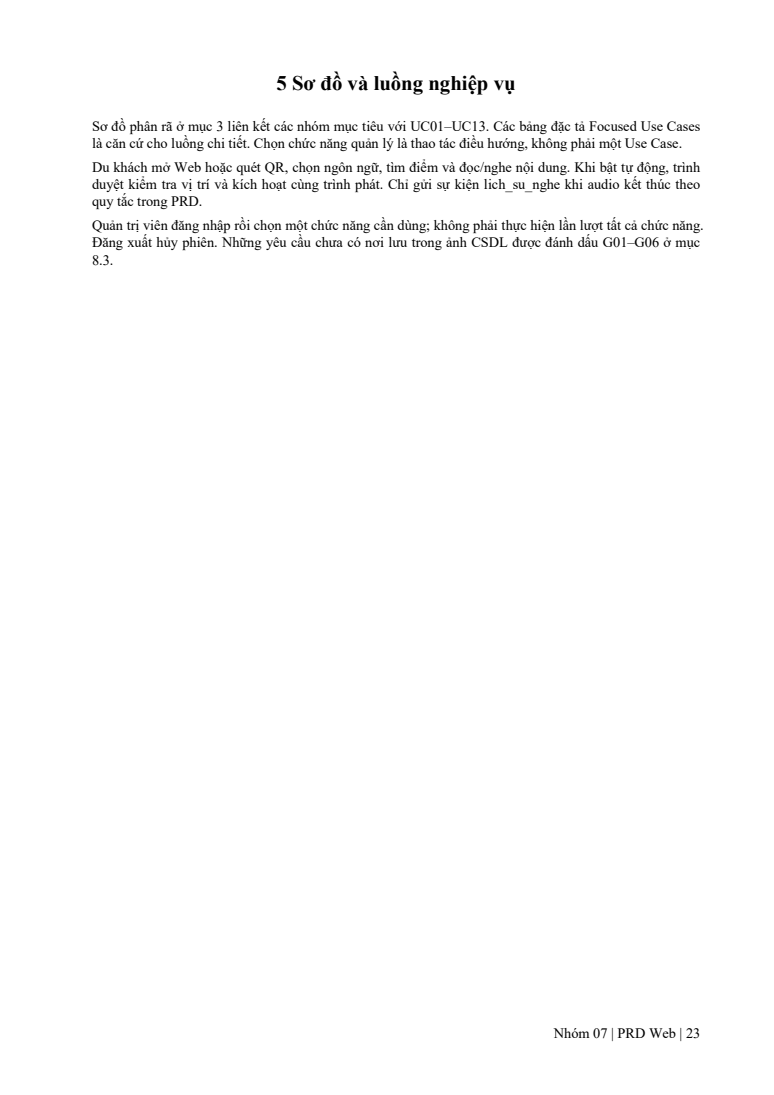 5 Sơ đồ và luồng nghiệp vụ
Sơ đồ phân rã ở mục 3 liên kết các nhóm mục tiêu với UC01–UC13. Các bảng đặc tả Focused Use Cases
là căn cứ cho luồng chi tiết. Chọn chức năng quản lý là thao tác điều hướng, không phải một Use Case.
Du khách mở Web hoặc quét QR, chọn ngôn ngữ, tìm điểm và đọc/nghe nội dung. Khi bật tự động, trình
duyệt kiểm tra vị trí và kích hoạt cùng trình phát. Chỉ gửi sự kiện lich_su_nghe khi audio kết thúc theo
quy tắc trong PRD.
Quản trị viên đăng nhập rồi chọn một chức năng cần dùng; không phải thực hiện lần lượt tất cả chức năng.
Đăng xuất hủy phiên. Những yêu cầu chưa có nơi lưu trong ảnh CSDL được đánh dấu G01–G06 ở mục
8.3.
Nhóm 07 | PRD Web | 23